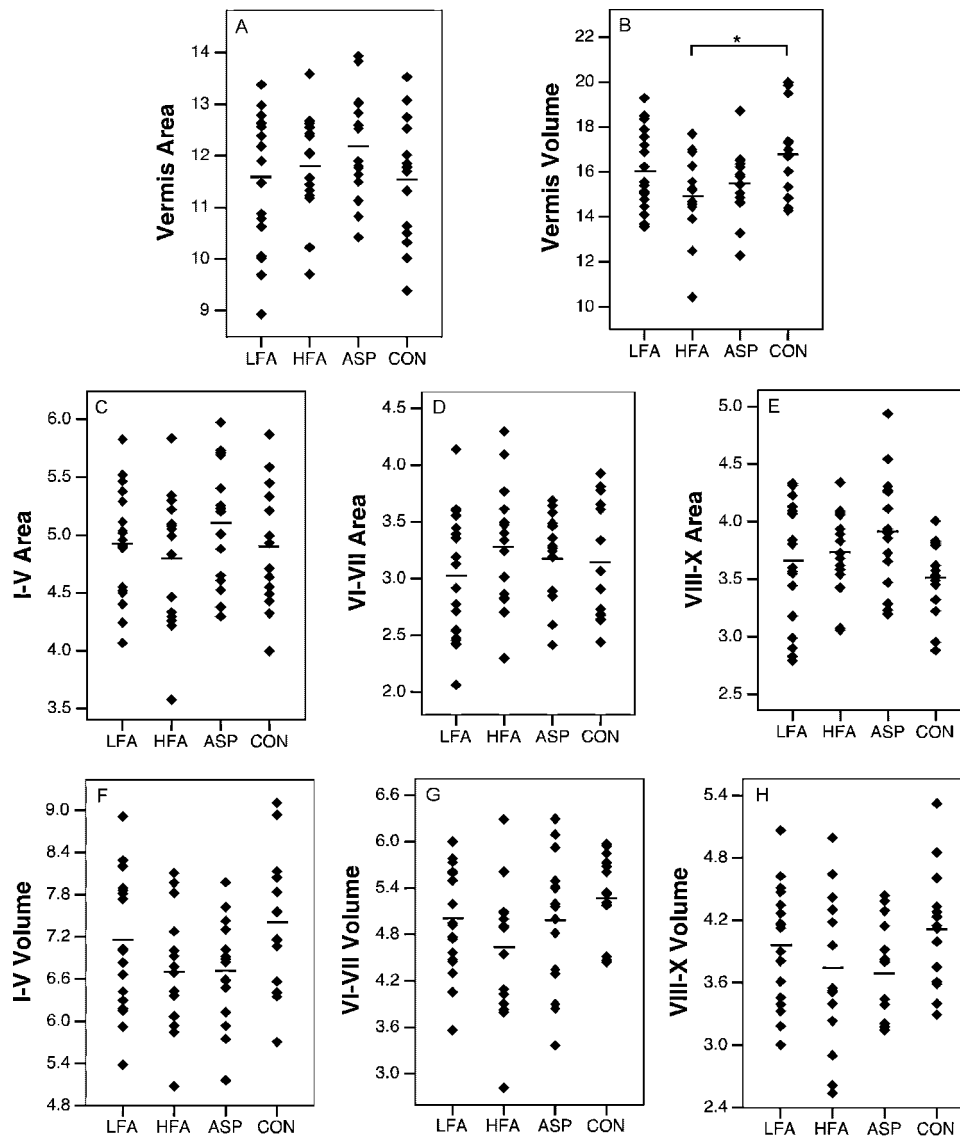 A
Vermis Area
14
13
12
11
10
9
LFA HFA ASP CON
B
*
Vermis Volume
22
20
18
16
14
12
10
LFA HFA ASP CON
C
I-V Area
6.0
5.5
5.0
4.5
4.0
3.5
LFA HFA ASP CON
D
VI-VII Area
4.5
4.0
3.5
3.0
2.5
2.0
LFA HFA ASP CON
E
VIII-X Area
5.0
4.5
4.0
3.5
3.0
2.5
LFA HFA ASP CON
F
I-V Volume
9.0
8.4
7.8
7.2
6.6
6.0
5.4
4.8
LFA HFA ASP CON
G
VI-VII Volume
6.6
6.0
5.4
4.8
4.2
3.6
3.0
LFA HFA ASP CON
H
VIII-X Volume
5.4
4.8
4.2
3.6
3.0
2.4
LFA HFA ASP CON